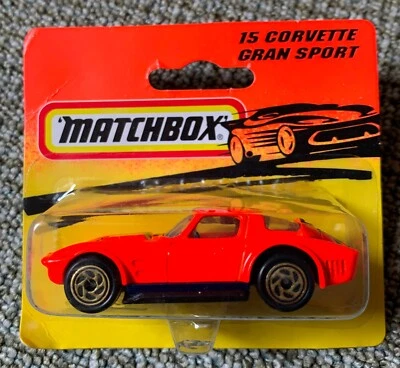 15 CORVETTE
GRAN SPORT
"MATCHBOX"